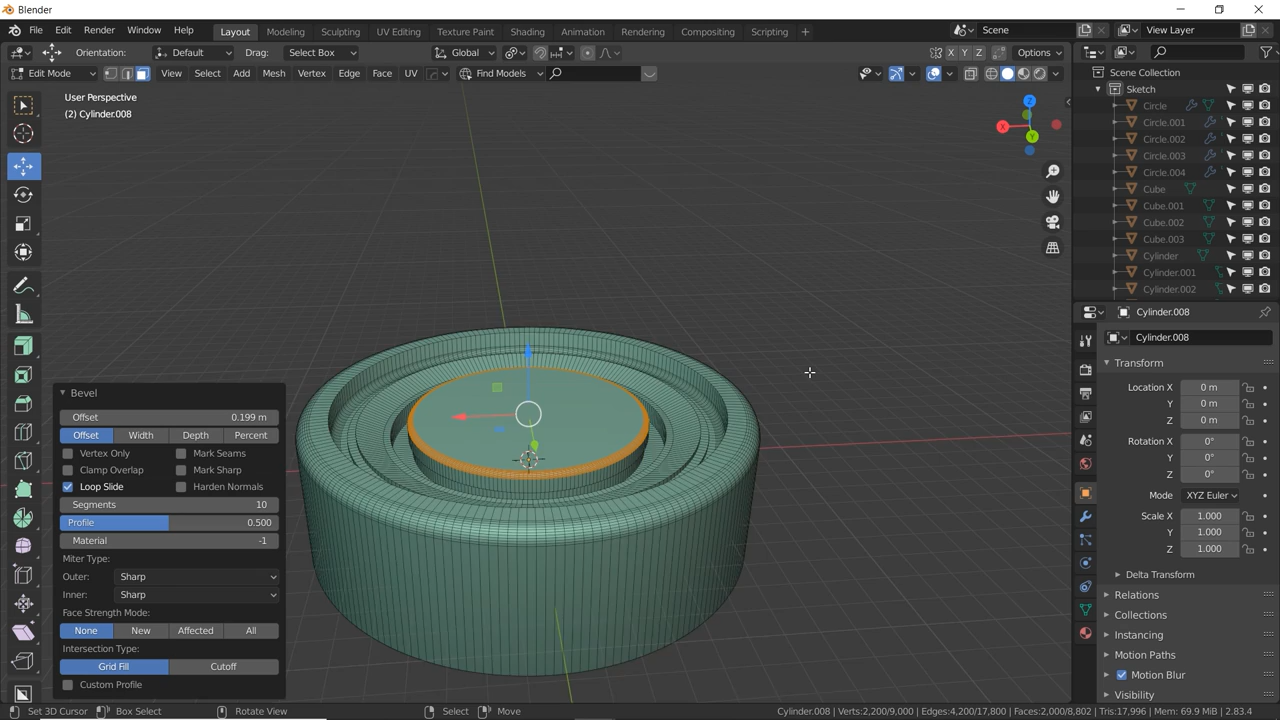 Blender
File Edit Render Window Help Layout Modeling Sculpting UV Editing Texture Paint Shading Animation Rendering Compositing Scripting + Scene View Layer
Orientation: Default Drag: Select Box Global X Y Z Options
Edit Mode View Select Add Mesh Vertex Edge Face UV Find Models
User Perspective
(2) Cylinder.008
Z
X
Y
Scene Collection
Sketch
Circle
Circle.001
Circle.002
Circle.003
Circle.004
Cube
Cube.001
Cube.002
Cube.003
Cylinder
Cylinder.001
Cylinder.002
Cylinder.008
Cylinder.008
Transform
Location X 0 m
Y 0 m
Z 0 m
Rotation X 0°
Y 0°
Z 0°
Mode XYZ Euler
Scale X 1.000
Y 1.000
Z 1.000
Delta Transform
Relations
Collections
Instancing
Motion Paths
Motion Blur
Visibility
Bevel
Offset 0.199 m
Offset Width Depth Percent
Vertex Only Mark Seams
Clamp Overlap Mark Sharp
Loop Slide Harden Normals
Segments 10
Profile 0.500
Material -1
Miter Type:
Outer: Sharp
Inner: Sharp
Face Strength Mode:
None New Affected All
Intersection Type:
Grid Fill Cutoff
Custom Profile
Set 3D Cursor Box Select Rotate View Select Move Cylinder.008 | Verts:2,200/9,000 | Edges:4,200/17,800 | Faces:2,000/8,802 | Tris:17,996 | Mem: 69.9 MiB | 2.83.4